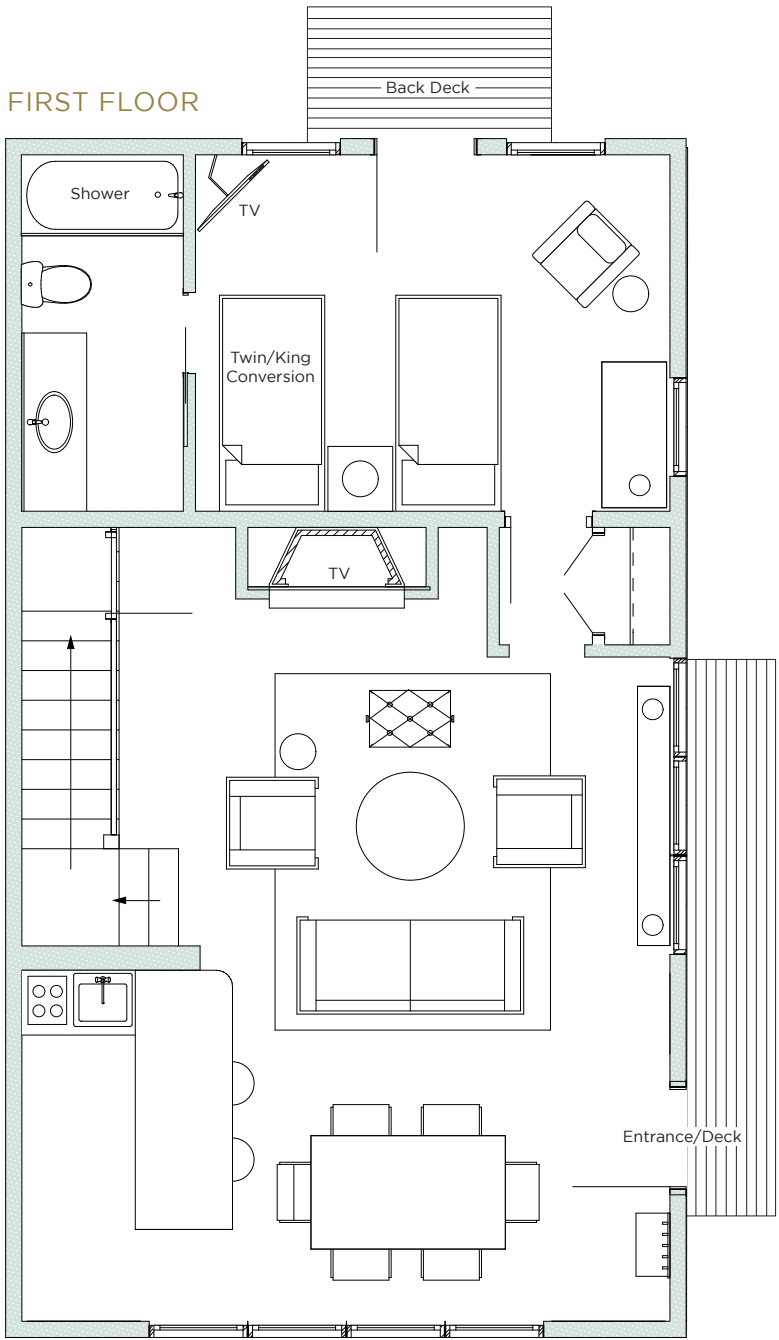 Back Deck
FIRST FLOOR
Shower
TV
Twin/King
Conversion
TV
Entrance/Deck